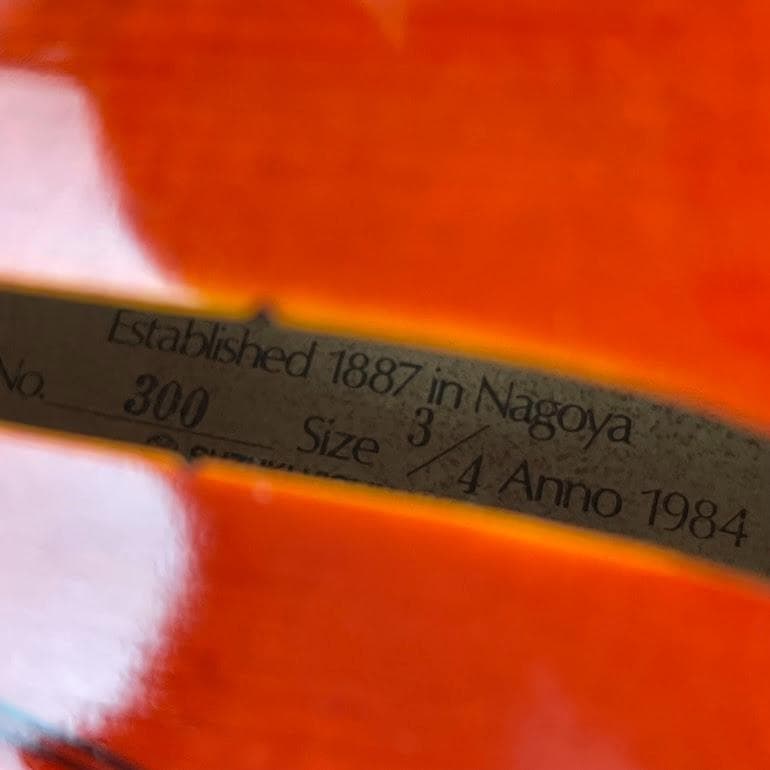 Established 1887 in Nagoya
No. 300 Size 3/4 Anno 1984